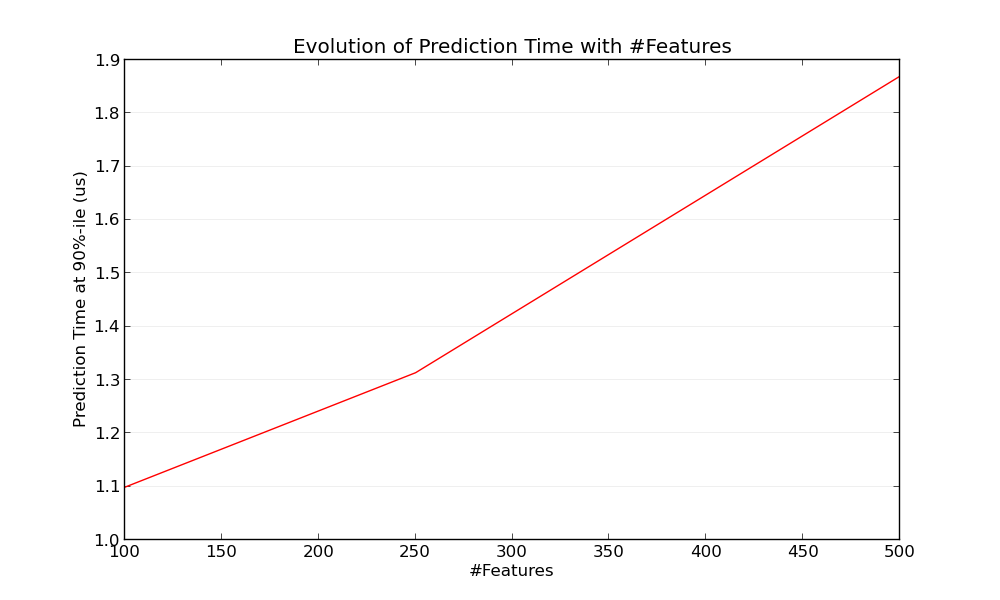 Evolution of Prediction Time with #Features
1.9
1.8
1.7
1.6
1.5
1.4
1.3
1.2
1.1
1.0
Prediction Time at 90%-ile (us)
100 150 200 250 300 350 400 450 500
#Features